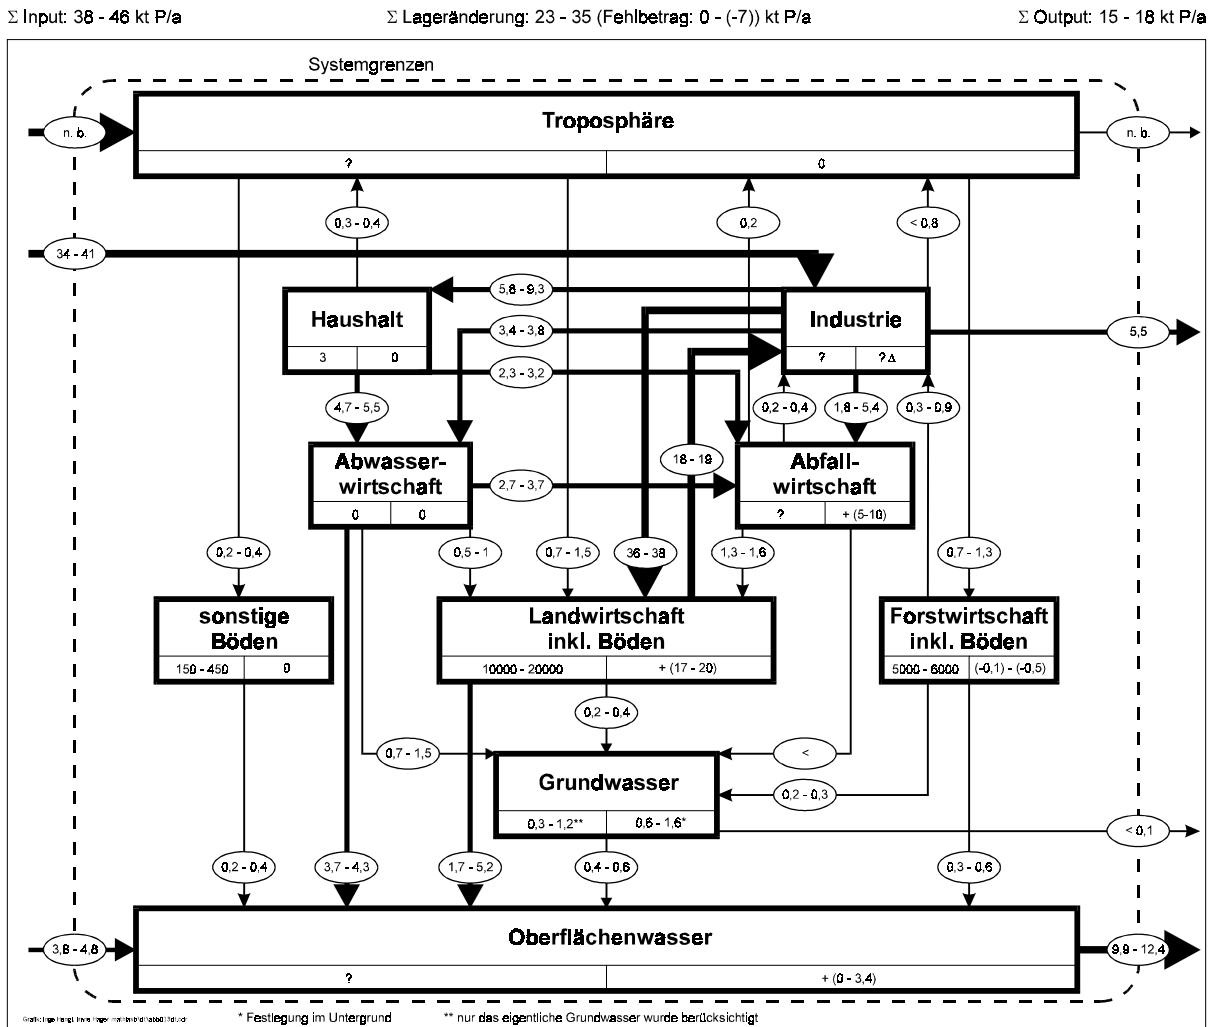 Σ Input: 38 - 46 kt P/a
Σ Lageränderung: 23 - 35 (Fehlbetrag: 0 - (-7)) kt P/a
Σ Output: 15 - 18 kt P/a
Systemgrenzen
Troposphäre
n. b.
n. b.
?
0
0,3 - 0,4
0,2
< 0,8
34 - 41
5,8 - 9,3
Haushalt
3,4 - 3,8
Industrie
5,5
3
0
?
? Δ
2,3 - 3,2
4,7 - 5,5
0,2 - 0,4
1,8 - 5,4
0,3 - 0,9
18 - 19
Abwasser-
wirtschaft
Abfall-
wirtschaft
2,7 - 3,7
0
0
?
+ (5-10)
0,2 - 0,4
0,5 - 1
0,7 - 1,5
36 - 38
1,3 - 1,6
0,7 - 1,3
sonstige
Böden
Landwirtschaft
inkl. Böden
Forstwirtschaft
inkl. Böden
150 - 450
0
10000 - 20000
+ (17 - 20)
5000 - 6000
(-0,1) - (-0,5)
0,2 - 0,4
0,7 - 1,5
<
Grundwasser
0,2 - 0,3
0,3 - 1,2**
0,6 - 1,6*
< 0,1
0,2 - 0,4
3,7 - 4,3
1,7 - 5,2
0,4 - 0,6
0,3 - 0,6
Oberflächenwasser
3,8 - 4,8
9,9 - 12,4
?
+ (0 - 3,4)
* Festlegung im Untergrund
** nur das eigentliche Grundwasser wurde berücksichtigt